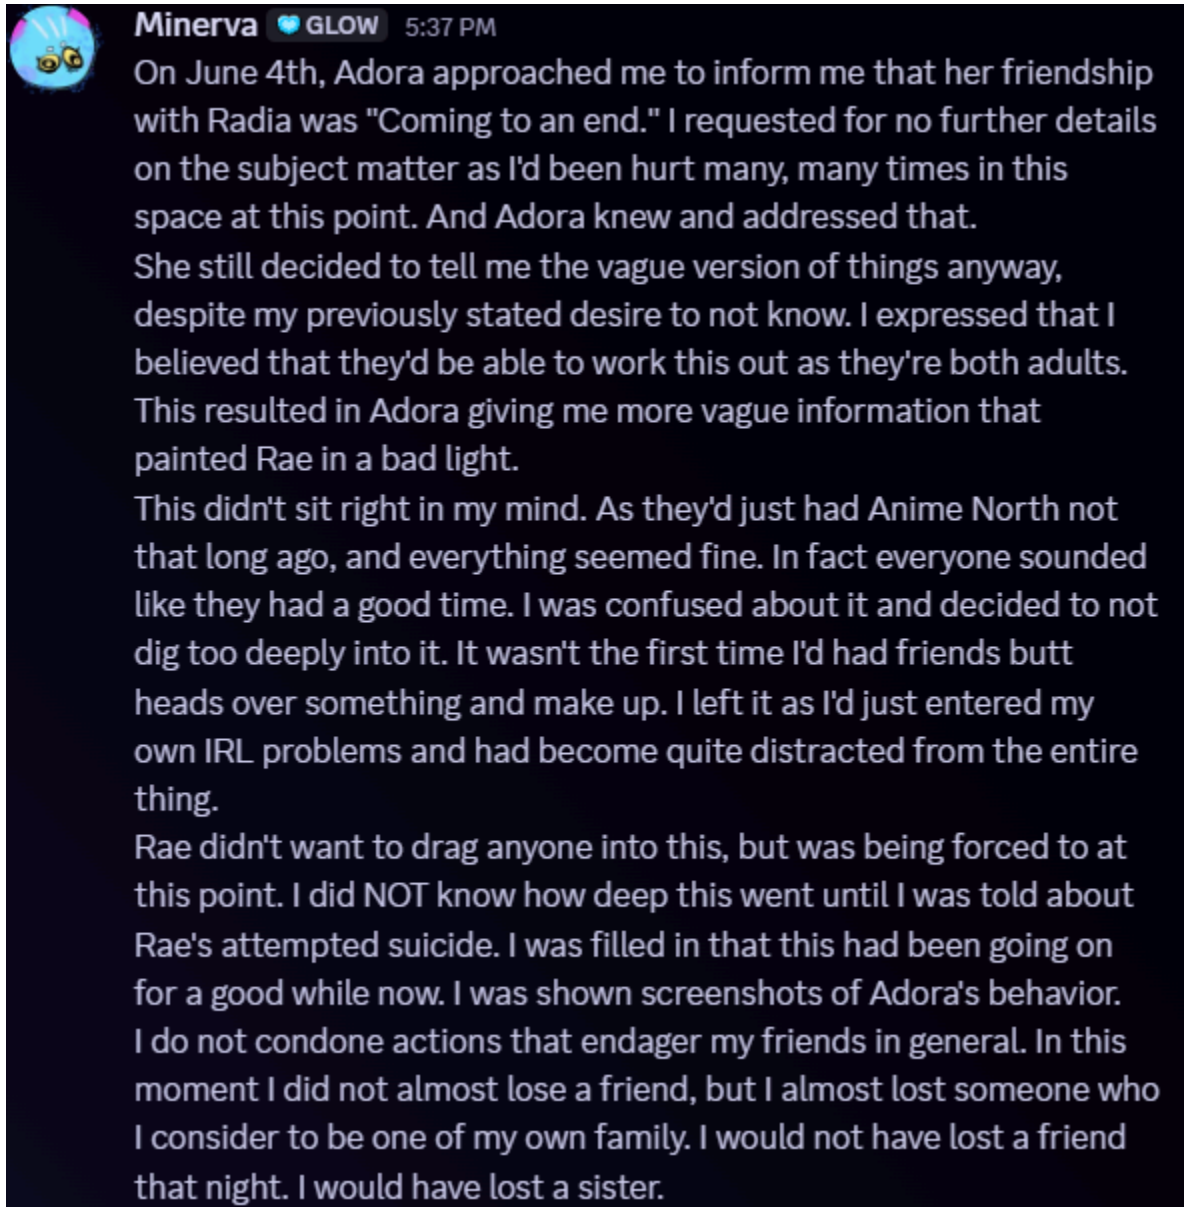 Minerva GLOW 5:37 PM
On June 4th, Adora approached me to inform me that her friendship
with Radia was "Coming to an end." I requested for no further details
on the subject matter as I'd been hurt many, many times in this
space at this point. And Adora knew and addressed that.
She still decided to tell me the vague version of things anyway,
despite my previously stated desire to not know. I expressed that I
believed that they'd be able to work this out as they're both adults.
This resulted in Adora giving me more vague information that
painted Rae in a bad light.
This didn't sit right in my mind. As they'd just had Anime North not
that long ago, and everything seemed fine. In fact everyone sounded
like they had a good time. I was confused about it and decided to not
dig too deeply into it. It wasn't the first time I'd had friends butt
heads over something and make up. I left it as I'd just entered my
own IRL problems and had become quite distracted from the entire
thing.
Rae didn't want to drag anyone into this, but was being forced to at
this point. I did NOT know how deep this went until I was told about
Rae's attempted suicide. I was filled in that this had been going on
for a good while now. I was shown screenshots of Adora's behavior.
I do not condone actions that endager my friends in general. In this
moment I did not almost lose a friend, but I almost lost someone who
I consider to be one of my own family. I would not have lost a friend
that night. I would have lost a sister.